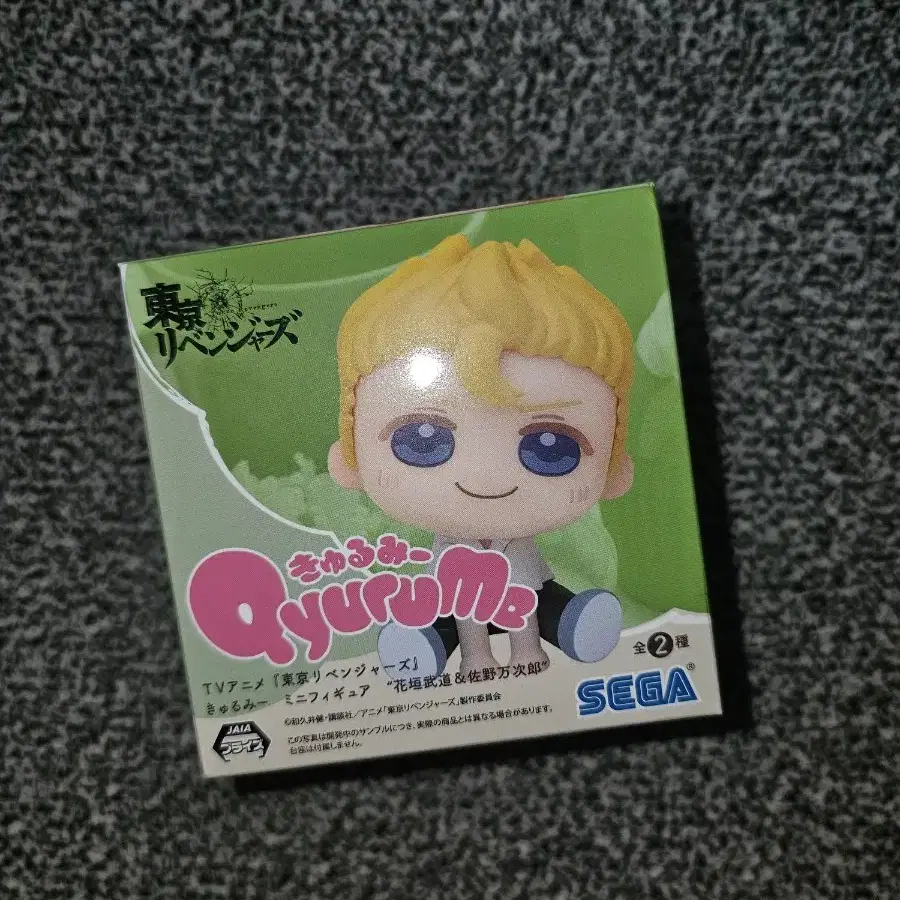 東京
リベンジャーズ
きゅるみー
QyuruMe
TVアニメ『東京リベンジャーズ』
きゅるみー ミニフィギュア "花垣武道&佐野万次郎"
©和久井健・講談社/アニメ「東京リベンジャーズ」製作委員会
この写真は開発中のサンプルにつき、実際の商品とは異なる場合があります。
台座は付属しません。
JAIA
プライズ
全2種
SEGA®